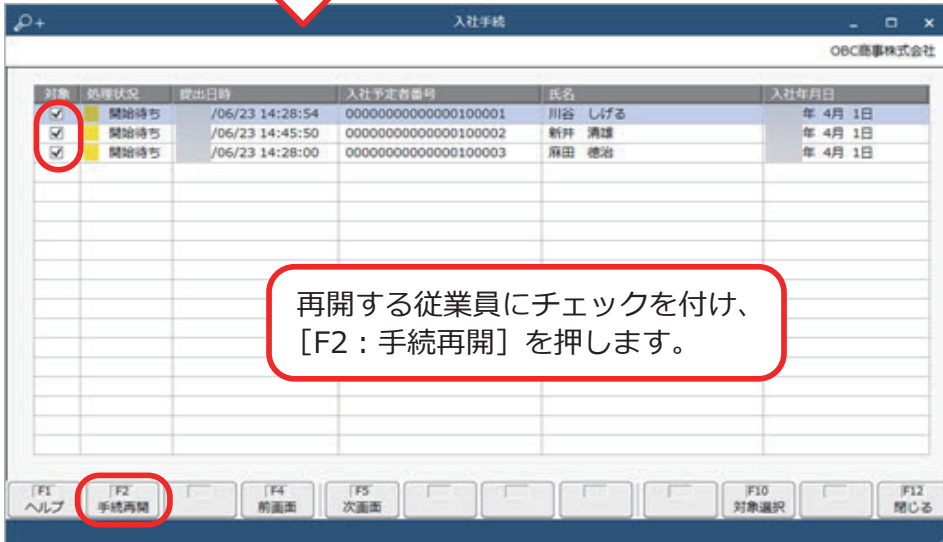 入社手続
OBC商事株式会社
対象 処理状況 提出日時 入社予定者番号 氏名 入社年月日
開始待ち /06/23 14:28:54 00000000000000100001 川谷 しげる 年 4月 1日
開始待ち /06/23 14:45:50 00000000000000100002 新井 清雄 年 4月 1日
開始待ち /06/23 14:28:00 00000000000000100003 麻田 徳治 年 4月 1日
再開する従業員にチェックを付け、
[F2:手続再開]を押します。
F1 F2 F4 F5 F10 F12
ヘルプ 手続再開 前画面 次画面 対象選択 閉じる